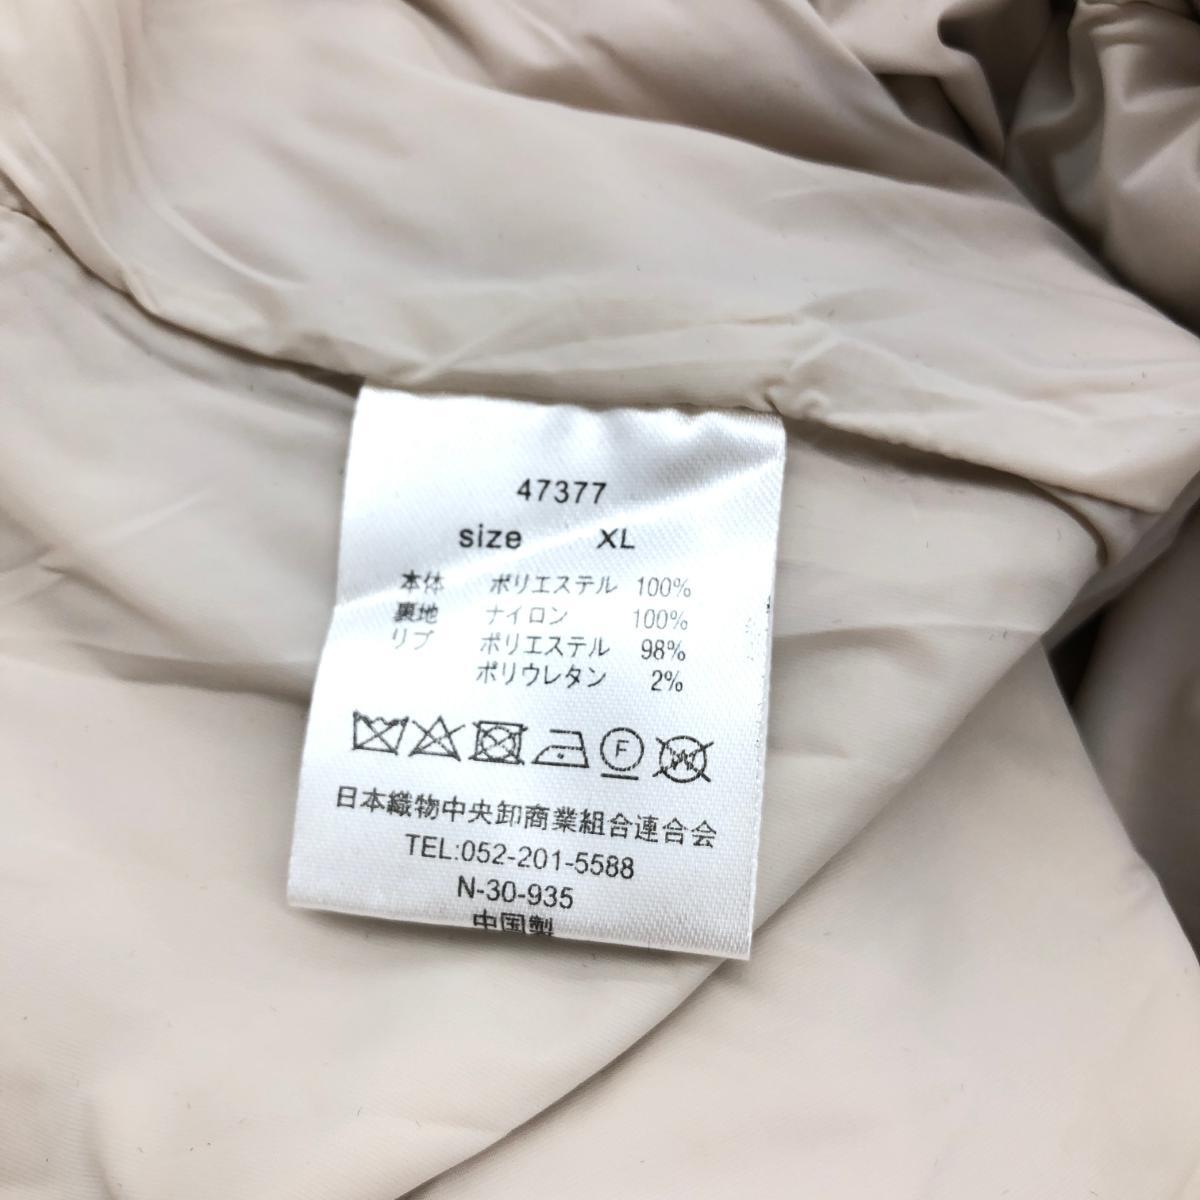 47377
size XL
本体 ポリエステル 100%
裏地 ナイロン 100%
リブ ポリエステル 98%
ポリウレタン 2%
F
W
日本織物中央卸商業組合連合会
TEL:052-201-5588
N-30-935
中国製